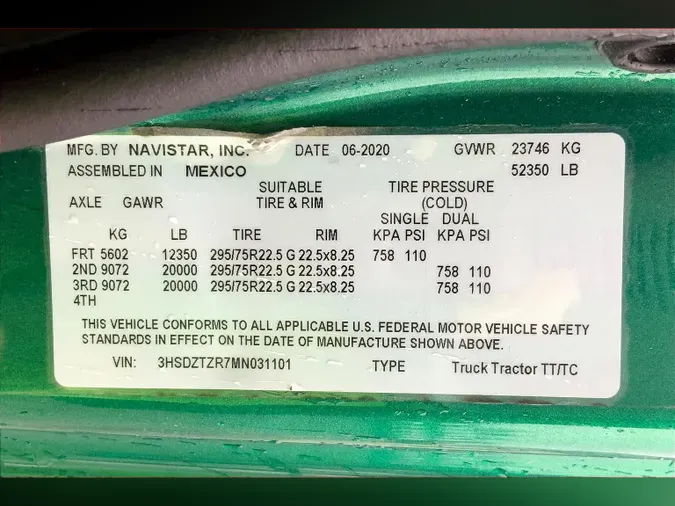 MFG. BY NAVISTAR, INC. DATE 06-2020 GVWR 23746 KG
ASSEMBLED IN MEXICO 52350 LB
SUITABLE TIRE PRESSURE
AXLE GAWR TIRE & RIM (COLD)
SINGLE DUAL
KG LB TIRE RIM KPA PSI KPA PSI
FRT 5602 12350 295/75R22.5 G 22.5x8.25 758 110
2ND 9072 20000 295/75R22.5 G 22.5x8.25 758 110
3RD 9072 20000 295/75R22.5 G 22.5x8.25 758 110
4TH
THIS VEHICLE CONFORMS TO ALL APPLICABLE U.S. FEDERAL MOTOR VEHICLE SAFETY
STANDARDS IN EFFECT ON THE DATE OF MANUFACTURE SHOWN ABOVE.
VIN: 3HSDZTZR7MN031101 TYPE Truck Tractor TT/TC